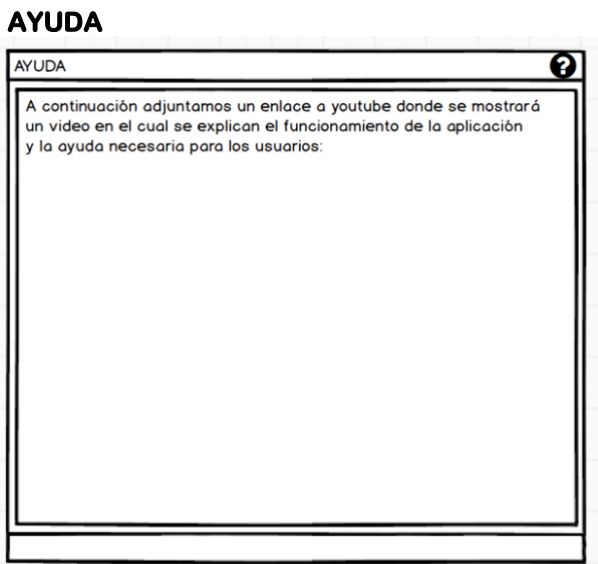 AYUDA
AYUDA
?
A continuación adjuntamos un enlace a youtube donde se mostrará
un video en el cual se explican el funcionamiento de la aplicación
y la ayuda necesaria para los usuarios: